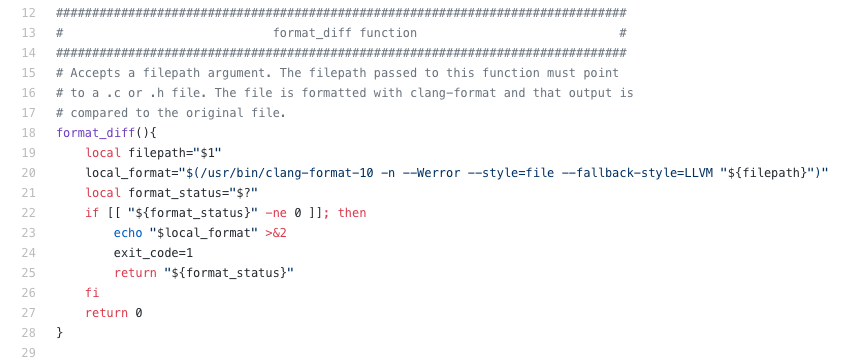 12 ###############################################################################
13 #                             format_diff function                            #
14 ###############################################################################
15 # Accepts a filepath argument. The filepath passed to this function must point
16 # to a .c or .h file. The file is formatted with clang-format and that output is
17 # compared to the original file.
18 format_diff(){
19     local filepath="$1"
20     local_format="$(/usr/bin/clang-format-10 -n --Werror --style=file --fallback-style=LLVM "${filepath}")"
21     local format_status="$?"
22     if [[ "${format_status}" -ne 0 ]]; then
23         echo "$local_format" >&2
24         exit_code=1
25         return "${format_status}"
26     fi
27     return 0
28 }
29